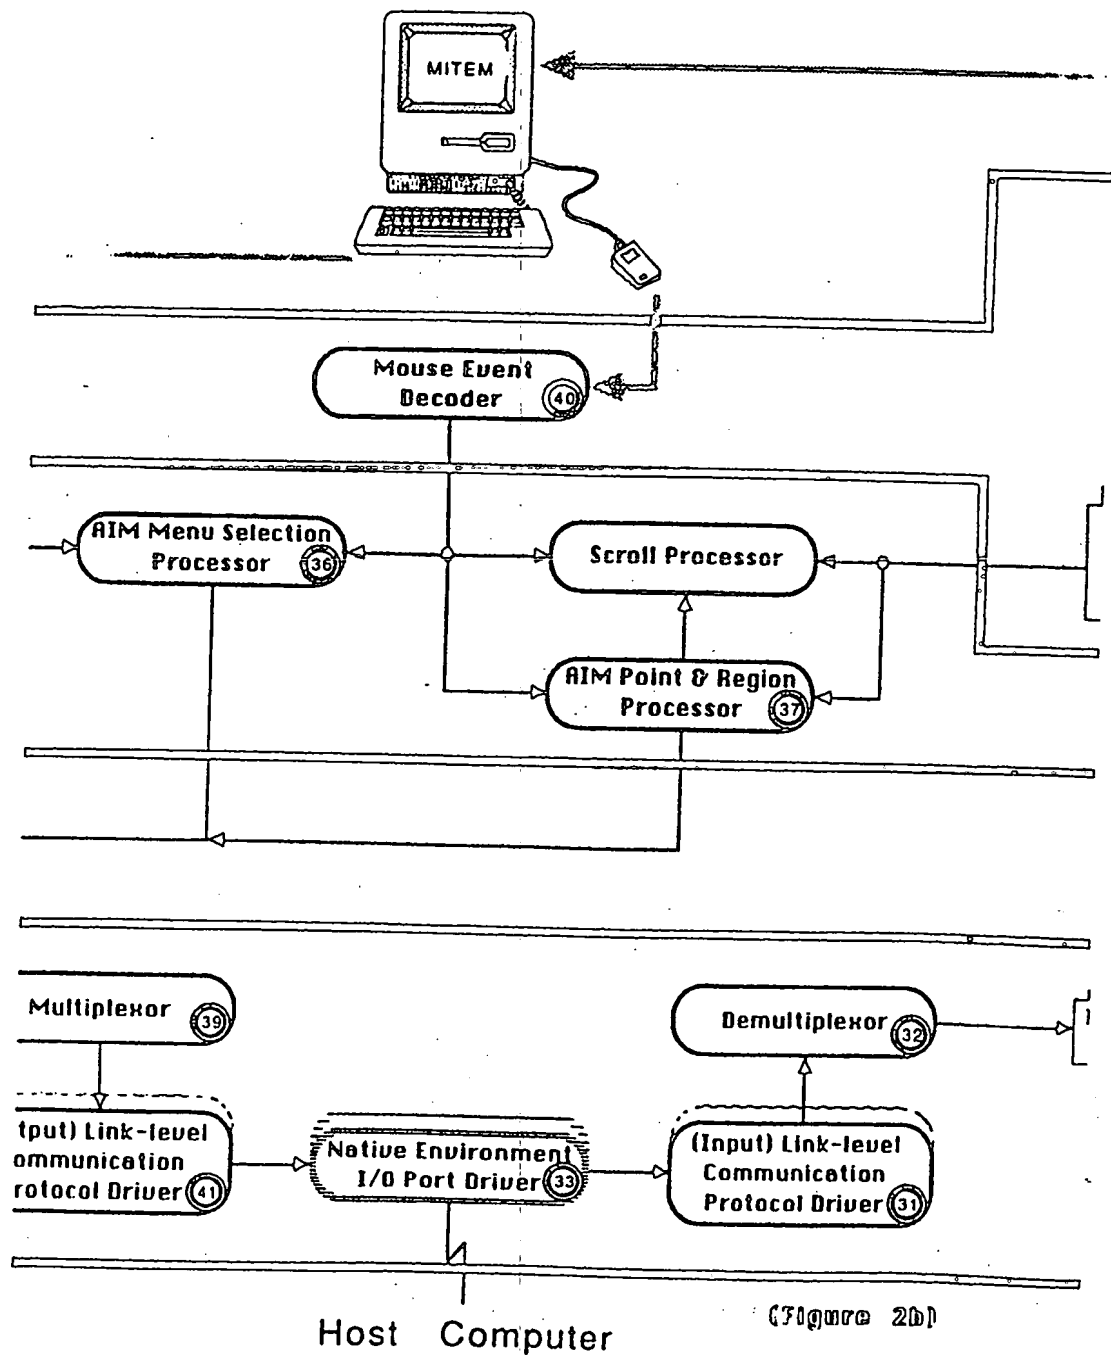 MITEM
Mouse Event
Decoder
40
AIM Menu Selection
Processor
36
Scroll Processor
AIM Point & Region
Processor
37
Multiplexor
39
Demultiplexor
32
tput) Link-level
ommunication
rotocol Driver
41
Native Environment
I/O Port Driver
33
(Input) Link-level
Communication
Protocol Driver
31
Host Computer
(Figure 2b)